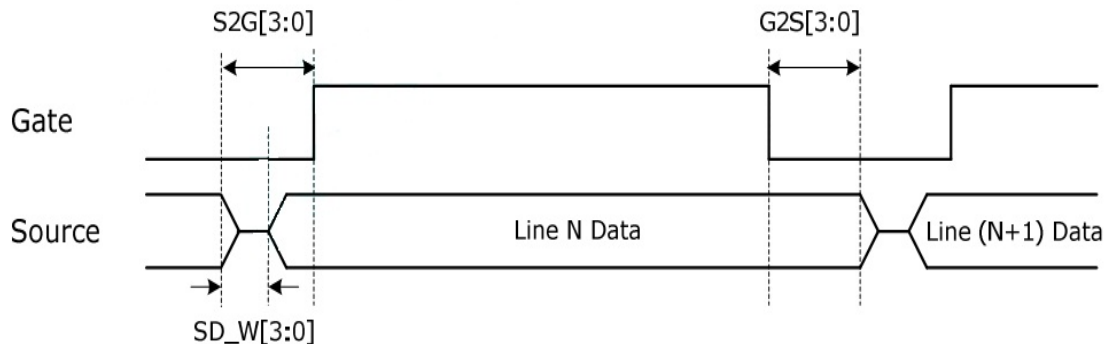 S2G[3:0]
G2S[3:0]
Gate
Source
Line N Data
Line (N+1) Data
SD_W[3:0]